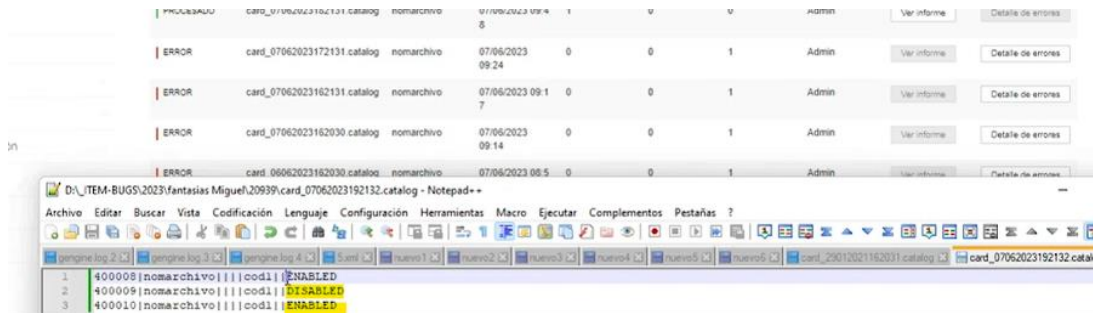 PROCESADO card_07062023182131.catalog nomarchivo 07/06/2023 09:4 1 0 0 Admin Ver informe Detalle de errores
8
ERROR card_07062023172131.catalog nomarchivo 07/06/2023 0 0 1 Admin Ver informe Detalle de errores
09:24
ERROR card_07062023162131.catalog nomarchivo 07/06/2023 09:1 0 0 1 Admin Ver informe Detalle de errores
7
ERROR card_07062023162030.catalog nomarchivo 07/06/2023 0 0 1 Admin Ver informe Detalle de errores
09:14
ón
ERROR card_06062023162030.catalog nomarchivo 07/06/2023 08:5 0 0 1 Admin Ver informe Detalle de errores
D:\_ITEM-BUGS\2023\fantasias Miguel\20939\card_07062023192132.catalog - Notepad++
Archivo Editar Buscar Vista Codificación Lenguaje Configuración Herramientas Macro Ejecutar Complementos Pestañas ?
gengine.log 2 gengine.log 3 gengine.log 4 5.xml nuevo1 nuevo2 nuevo3 nuevo4 nuevo5 nuevo6 card_29012021162031.catalog card_07062023192132.catal
1 400008|nomarchivo||||cod1||ENABLED
2 400009|nomarchivo||||cod1||DISABLED
3 400010|nomarchivo||||cod1||ENABLED